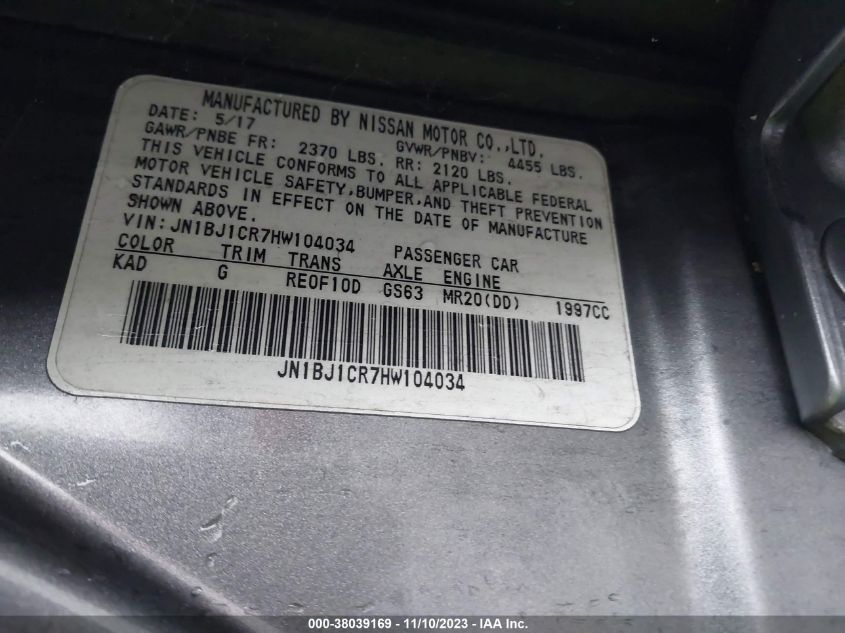 MANUFACTURED BY NISSAN MOTOR CO.,LTD.
DATE: 5/17 GVWR/PNBV: 4455 LBS.
GAWR/PNBE FR: 2370 LBS. RR: 2120 LBS.
THIS VEHICLE CONFORMS TO ALL APPLICABLE FEDERAL
MOTOR VEHICLE SAFETY,BUMPER,AND THEFT PREVENTION
STANDARDS IN EFFECT ON THE DATE OF MANUFACTURE
SHOWN ABOVE.
VIN:JN1BJ1CR7HW104034 PASSENGER CAR
COLOR TRIM TRANS AXLE ENGINE
KAD G RE0F10D GS63 MR20(DD) 1997CC
JN1BJ1CR7HW104034
000-38039169 - 11/10/2023 - IAA Inc.